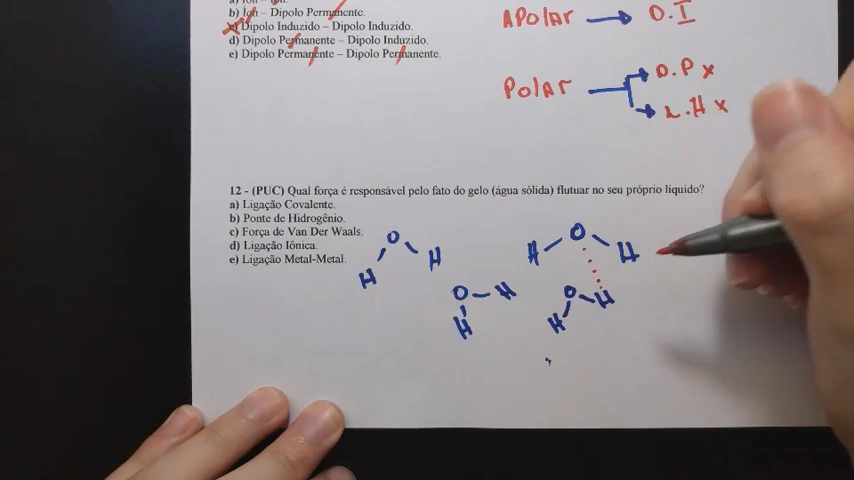 b) Íon – Dipolo Permanente.
c) Dipolo Induzido – Dipolo Induzido.
d) Dipolo Permanente – Dipolo Induzido.
e) Dipolo Permanente – Dipolo Permanente.
APolAr D.I
PolAr D.P x
L.H x
12 - (PUC) Qual força é responsável pelo fato do gelo (água sólida) flutuar no seu próprio líquido?
a) Ligação Covalente.
b) Ponte de Hidrogênio.
c) Força de Van Der Waals.
d) Ligação Iônica.
e) Ligação Metal-Metal.
O O
H H H H
O H O H
H H